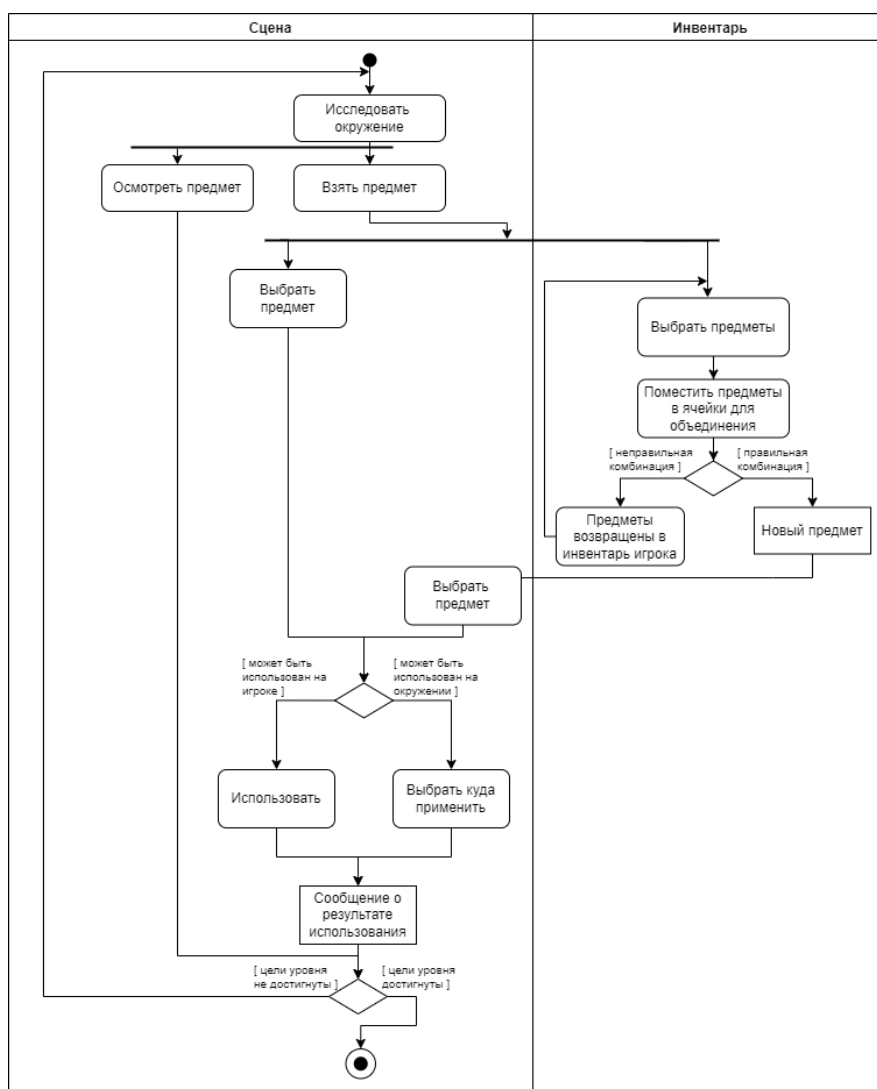 Сцена
Инвентарь
Исследовать
окружение
Осмотреть предмет
Взять предмет
Выбрать
предмет
Выбрать предметы
Поместить предметы
в ячейки для
объединения
[ неправильная
комбинация ]
[ правильная
комбинация ]
Предметы
возвращены в
инвентарь игрока
Новый предмет
Выбрать
предмет
[ может быть
использован на
игроке ]
[ может быть
использован на
окружении ]
Использовать
Выбрать куда
применить
Сообщение о
результате
использования
[ цели уровня
не достигнуты ]
[ цели уровня
достигнуты ]